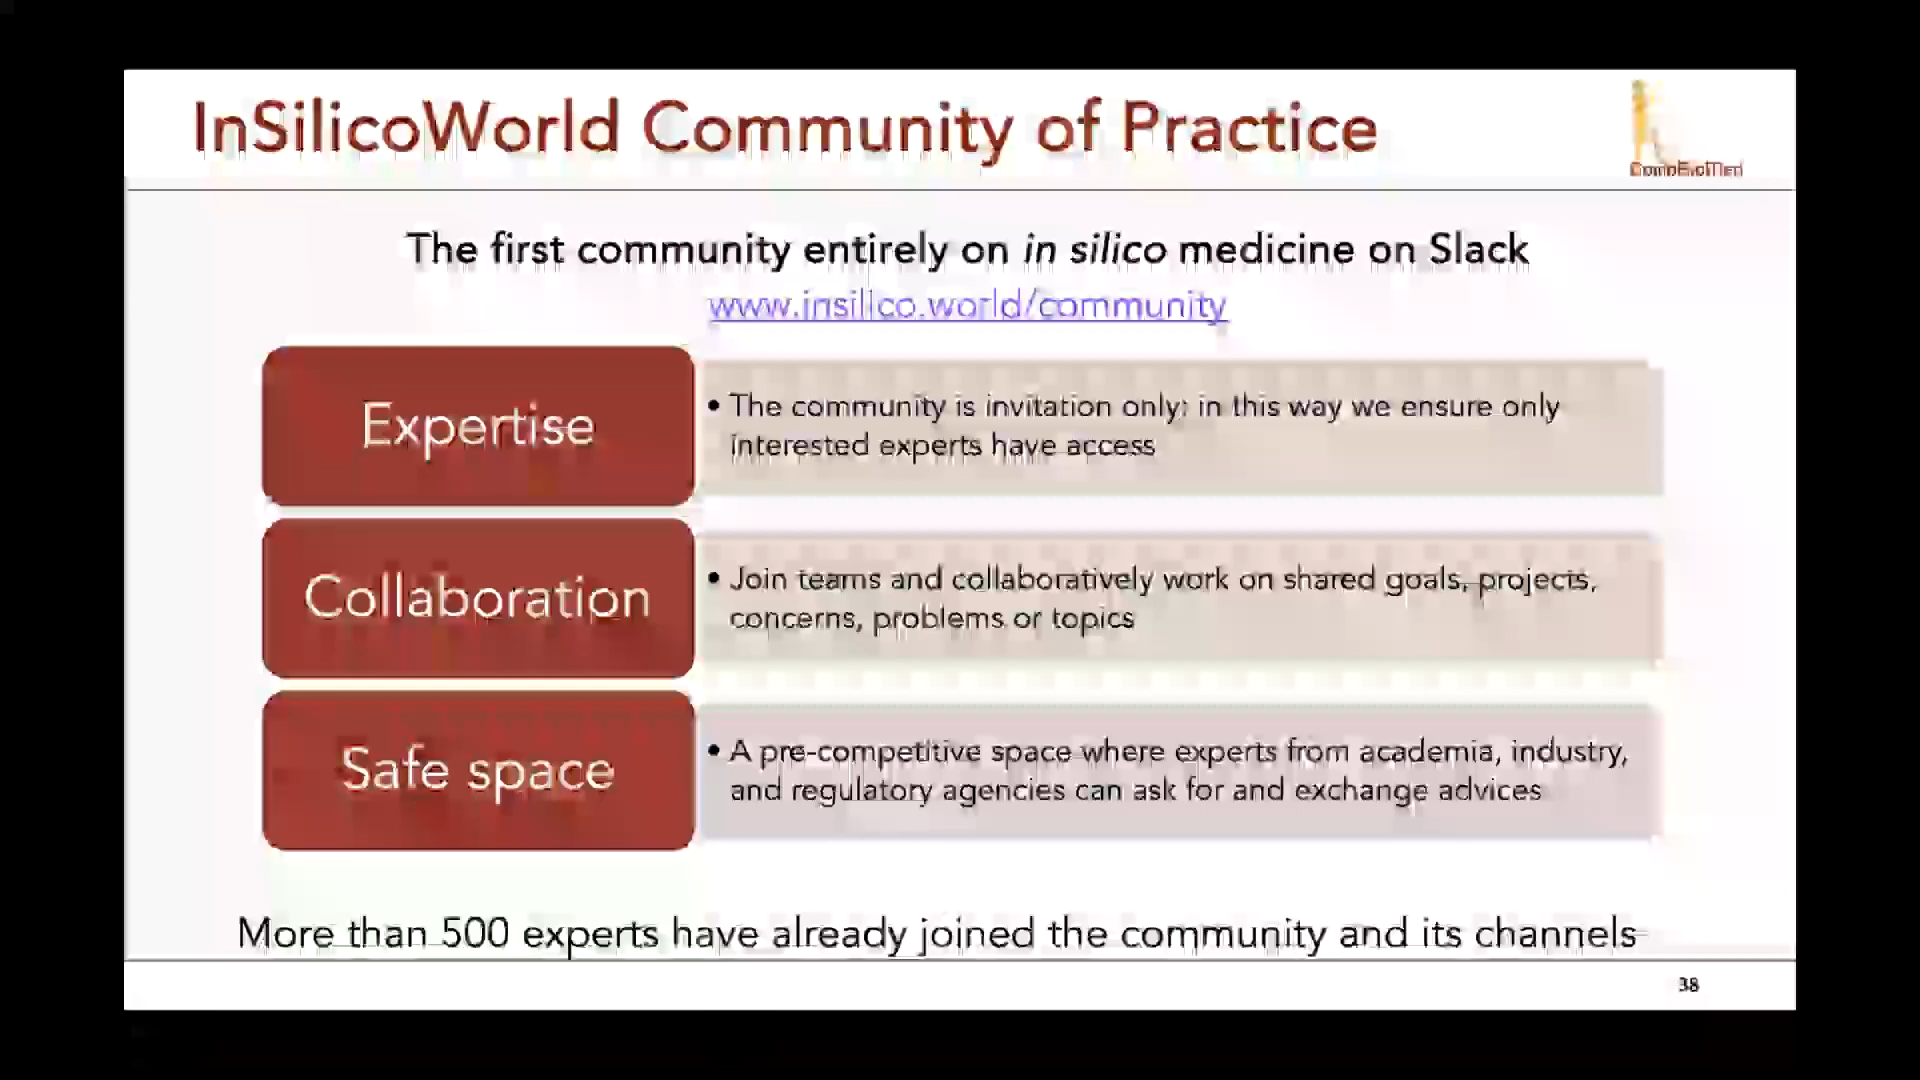 InSilicoWorld Community of Practice
CompBioMed
The first community entirely on in silico medicine on Slack
www.insilico.world/community
Expertise
• The community is invitation only: in this way we ensure only
interested experts have access
Collaboration
• Join teams and collaboratively work on shared goals, projects,
concerns, problems or topics
Safe space
• A pre-competitive space where experts from academia, industry,
and regulatory agencies can ask for and exchange advices
More than 500 experts have already joined the community and its channels
38